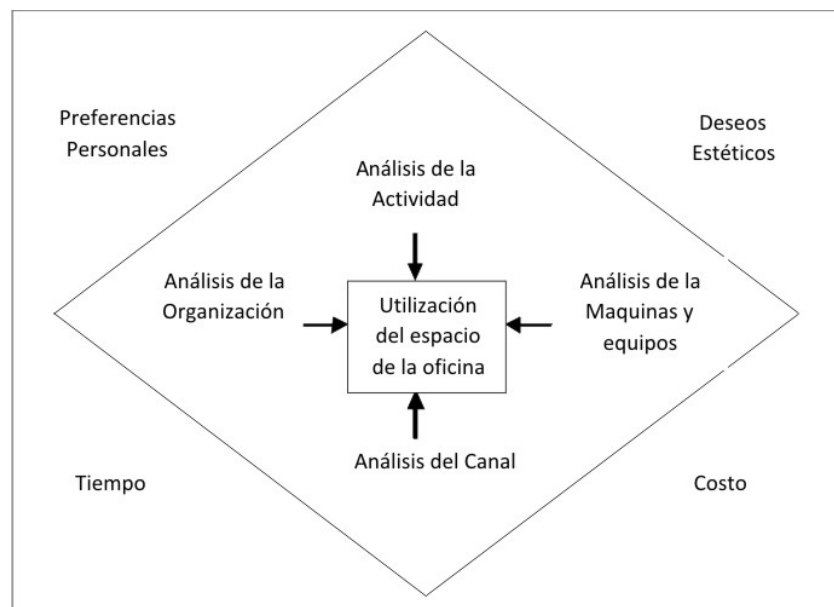 Preferencias
Personales
Deseos
Estéticos
Análisis de la
Actividad
Análisis de la
Organización
Utilización
del espacio
de la oficina
Análisis de la
Maquinas y
equipos
Análisis del Canal
Tiempo
Costo